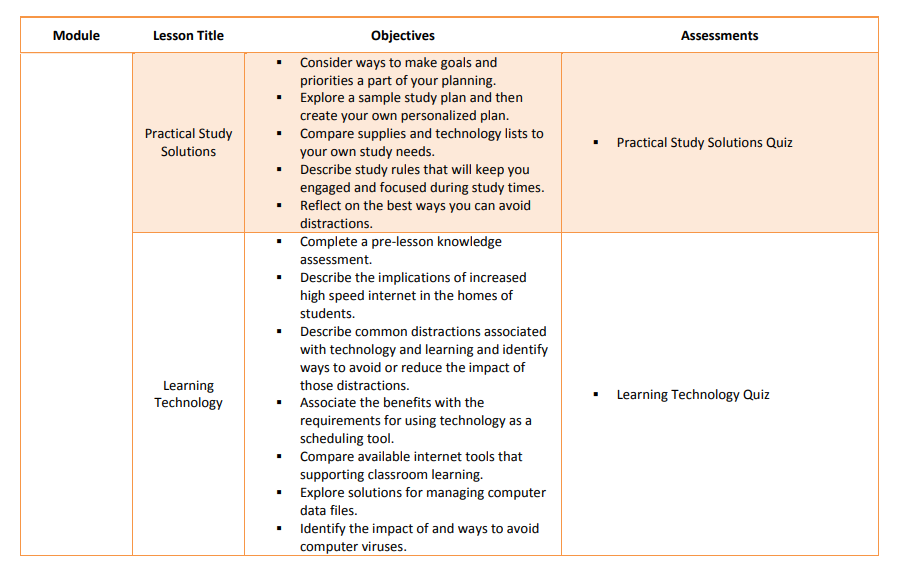 Module Lesson Title Objectives Assessments
Practical Study
Solutions
▪ Consider ways to make goals and
priorities a part of your planning.
▪ Explore a sample study plan and then
create your own personalized plan.
▪ Compare supplies and technology lists to
your own study needs.
▪ Describe study rules that will keep you
engaged and focused during study times.
▪ Reflect on the best ways you can avoid
distractions.
▪ Practical Study Solutions Quiz
Learning
Technology
▪ Complete a pre-lesson knowledge
assessment.
▪ Describe the implications of increased
high speed internet in the homes of
students.
▪ Describe common distractions associated
with technology and learning and identify
ways to avoid or reduce the impact of
those distractions.
▪ Associate the benefits with the
requirements for using technology as a
scheduling tool.
▪ Compare available internet tools that
supporting classroom learning.
▪ Explore solutions for managing computer
data files.
▪ Identify the impact of and ways to avoid
computer viruses.
▪ Learning Technology Quiz